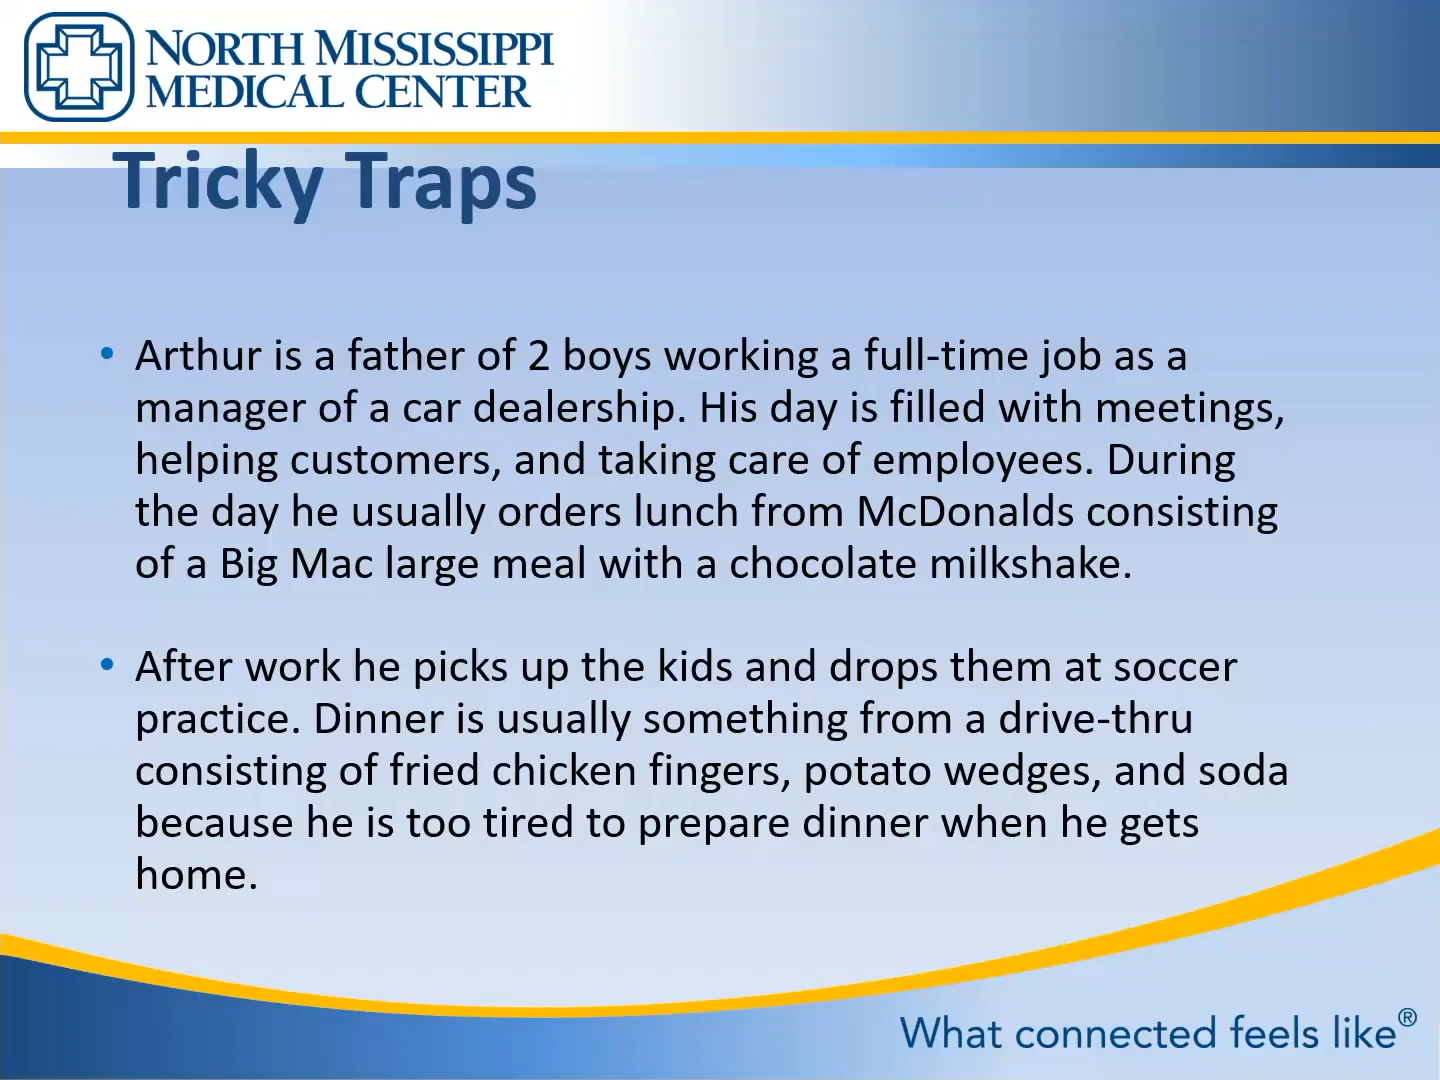 NORTH MISSISSIPPI
MEDICAL CENTER
Tricky Traps
• Arthur is a father of 2 boys working a full-time job as a
manager of a car dealership. His day is filled with meetings,
helping customers, and taking care of employees. During
the day he usually orders lunch from McDonalds consisting
of a Big Mac large meal with a chocolate milkshake.
• After work he picks up the kids and drops them at soccer
practice. Dinner is usually something from a drive-thru
consisting of fried chicken fingers, potato wedges, and soda
because he is too tired to prepare dinner when he gets
home.
What connected feels like®